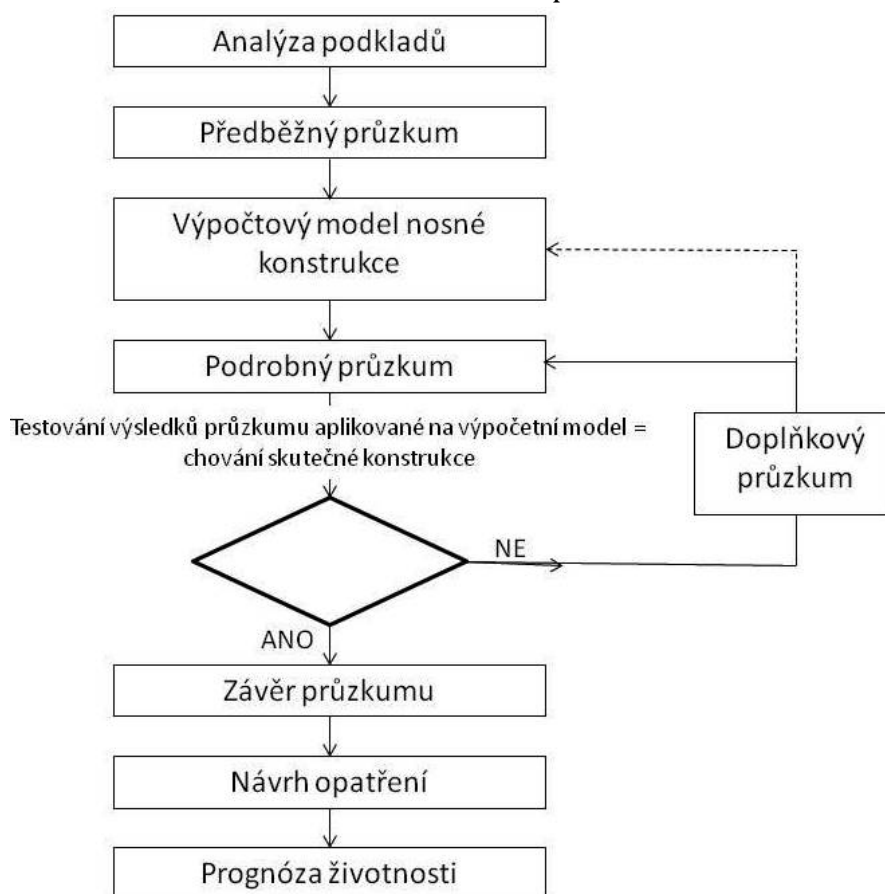 Analýza podkladů
Předběžný průzkum
Výpočtový model nosné
konstrukce
Podrobný průzkum
Testování výsledků průzkumu aplikované na výpočetní model =
chování skutečné konstrukce
Doplňkový
průzkum
NE
ANO
Závěr průzkumu
Návrh opatření
Prognóza životnosti